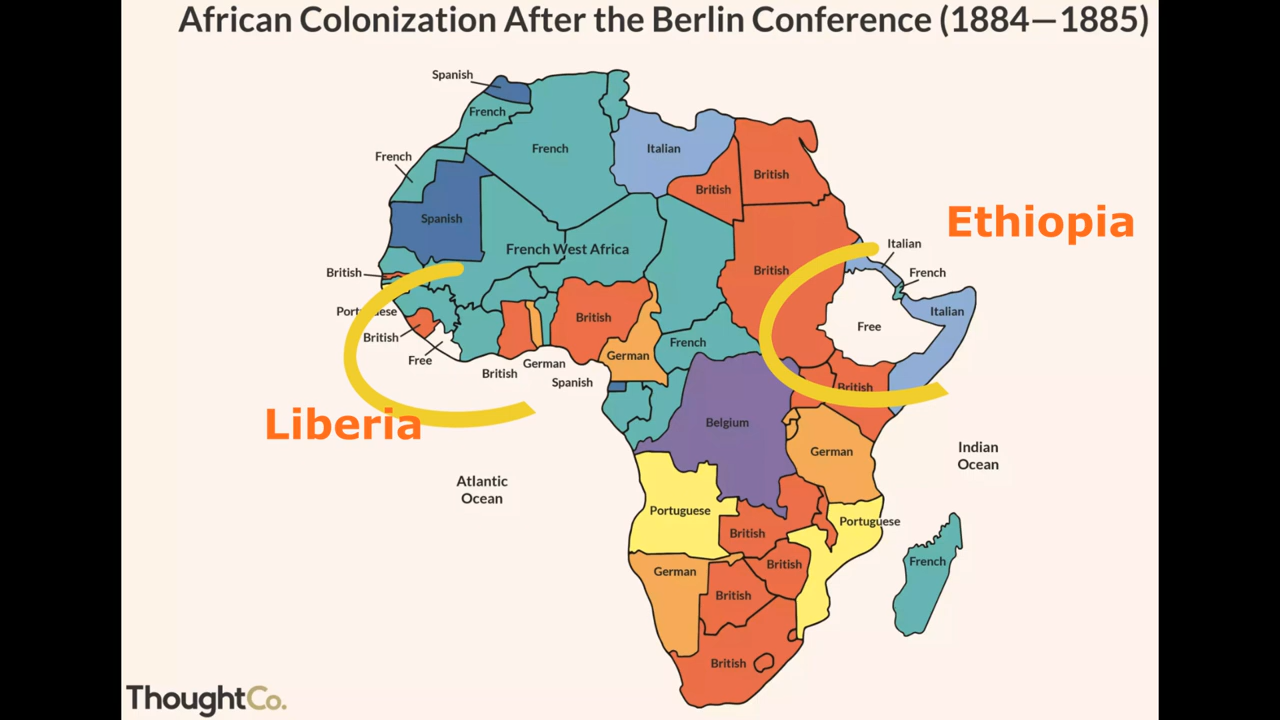 African Colonization After the Berlin Conference (1884—1885)
Spanish
French
French
Italian
British
British
French
Spanish
Ethiopia
French West Africa
Italian
British
British
French
Italian
Portuguese
British
British
Free
French
Free
German
British
German
Spanish
British
Liberia
Belgium
German
Indian
Ocean
Atlantic
Ocean
Portuguese
Portuguese
British
French
British
German
British
British
ThoughtCo.